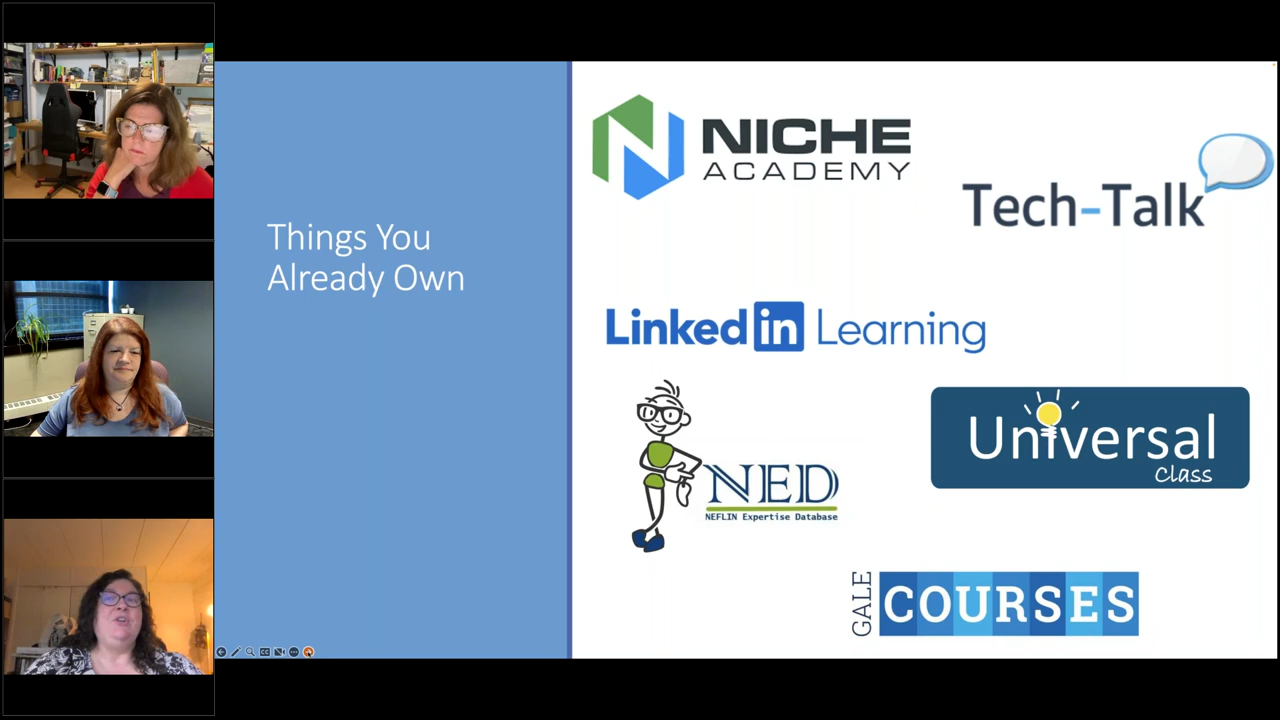 Things You
Already Own
NICHE
ACADEMY
Tech-Talk
Linked in Learning
NED
NEFLIN Expertise Database
Universal
Class
GALE
COURSES